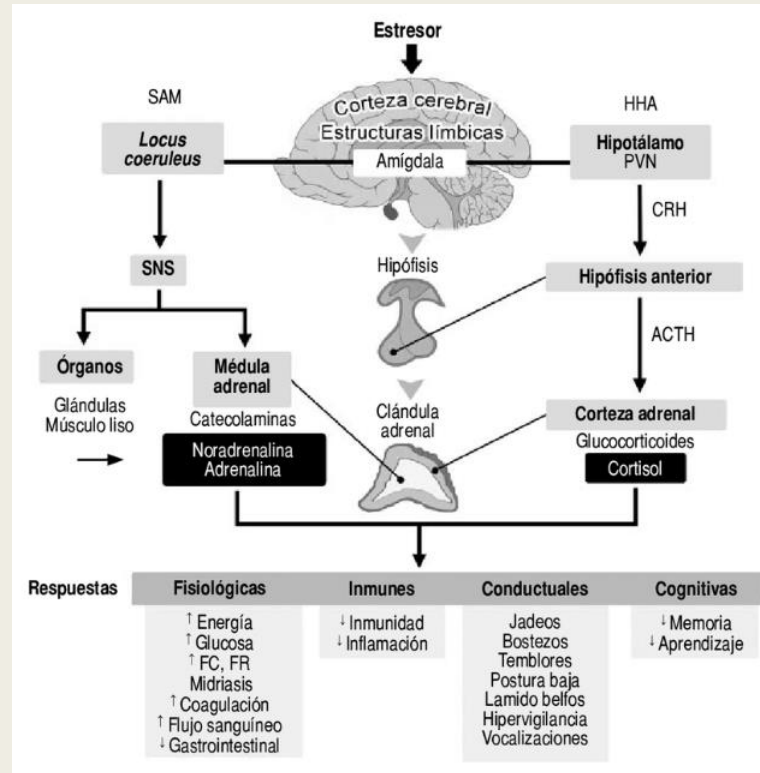 Estresor
SAM
HHA
Corteza cerebral
Estructuras límbicas
Amígdala
Locus
coeruleus
Hipotálamo
PVN
CRH
SNS
Hipófisis
Hipófisis anterior
ACTH
Órganos
Glándulas
Músculo liso
Médula
adrenal
Catecolaminas
Noradrenalina
Adrenalina
Clándula
adrenal
Corteza adrenal
Glucocorticoides
Cortisol
Respuestas
Fisiológicas
↑ Energía
↑ Glucosa
↑ FC, FR
Midriasis
↑ Coagulación
↑ Flujo sanguíneo
↓ Gastrointestinal
Inmunes
↓ Inmunidad
↓ Inflamación
Conductuales
Jadeos
Bostezos
Temblores
Postura baja
Lamido belfos
Hipervigilancia
Vocalizaciones
Cognitivas
↓ Memoria
↓ Aprendizaje